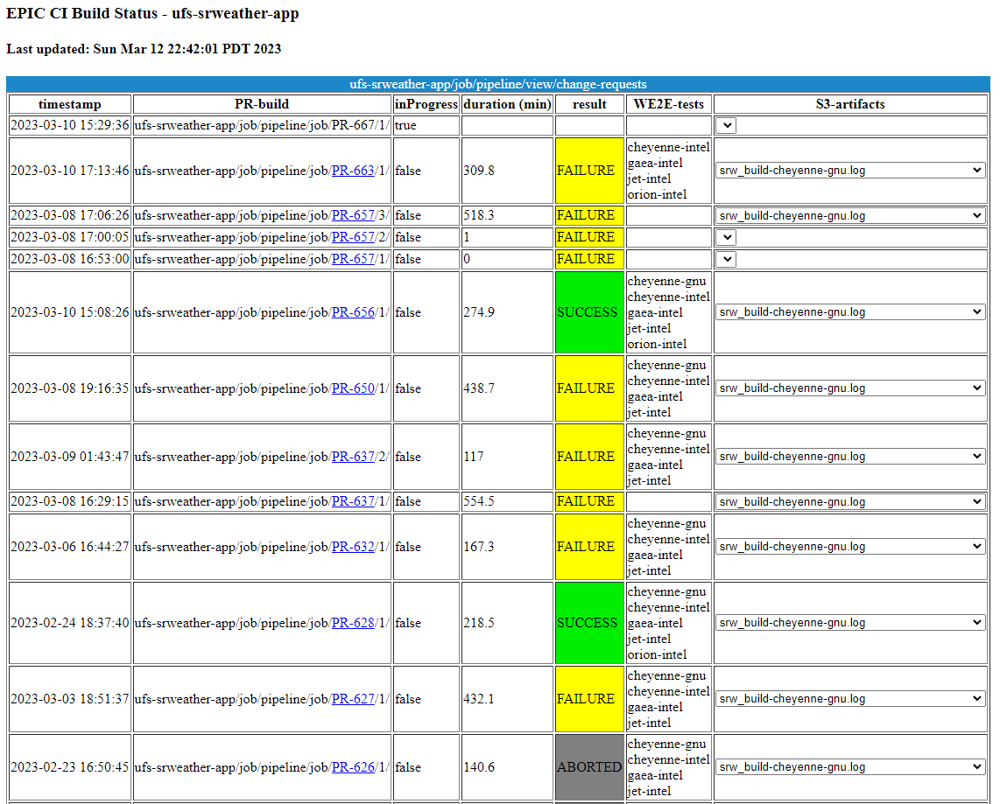 EPIC CI Build Status - ufs-srweather-app
Last updated: Sun Mar 12 22:42:01 PDT 2023
ufs-srweather-app/job/pipeline/view/change-requests
timestamp PR-build inProgress duration (min) result WE2E-tests S3-artifacts
2023-03-10 15:29:36 ufs-srweather-app/job/pipeline/job/PR-667/1/ true
cheyenne-intel
gaea-intel
2023-03-10 17:13:46 ufs-srweather-app/job/pipeline/job/PR-663/1/ false 309.8 FAILURE srw_build-cheyenne-gnu.log
jet-intel
orion-intel
2023-03-08 17:06:26 ufs-srweather-app/job/pipeline/job/PR-657/3/ false 518.3 FAILURE srw_build-cheyenne-gnu.log
2023-03-08 17:00:05 ufs-srweather-app/job/pipeline/job/PR-657/2/ false 1 FAILURE
2023-03-08 16:53:00 ufs-srweather-app/job/pipeline/job/PR-657/1/ false 0 FAILURE
cheyenne-gnu
cheyenne-intel
2023-03-10 15:08:26 ufs-srweather-app/job/pipeline/job/PR-656/1/ false 274.9 SUCCESS gaea-intel srw_build-cheyenne-gnu.log
jet-intel
orion-intel
cheyenne-gnu
cheyenne-intel
2023-03-08 19:16:35 ufs-srweather-app/job/pipeline/job/PR-650/1/ false 438.7 FAILURE srw_build-cheyenne-gnu.log
gaea-intel
jet-intel
cheyenne-gnu
cheyenne-intel
2023-03-09 01:43:47 ufs-srweather-app/job/pipeline/job/PR-637/2/ false 117 FAILURE srw_build-cheyenne-gnu.log
gaea-intel
jet-intel
2023-03-08 16:29:15 ufs-srweather-app/job/pipeline/job/PR-637/1/ false 554.5 FAILURE srw_build-cheyenne-gnu.log
cheyenne-gnu
cheyenne-intel
2023-03-06 16:44:27 ufs-srweather-app/job/pipeline/job/PR-632/1/ false 167.3 FAILURE srw_build-cheyenne-gnu.log
gaea-intel
jet-intel
cheyenne-gnu
cheyenne-intel
2023-02-24 18:37:40 ufs-srweather-app/job/pipeline/job/PR-628/1/ false 218.5 SUCCESS gaea-intel srw_build-cheyenne-gnu.log
jet-intel
orion-intel
cheyenne-gnu
cheyenne-intel
2023-03-03 18:51:37 ufs-srweather-app/job/pipeline/job/PR-627/1/ false 432.1 FAILURE srw_build-cheyenne-gnu.log
gaea-intel
jet-intel
cheyenne-gnu
cheyenne-intel
2023-02-23 16:50:45 ufs-srweather-app/job/pipeline/job/PR-626/1/ false 140.6 ABORTED srw_build-cheyenne-gnu.log
gaea-intel
jet-intel